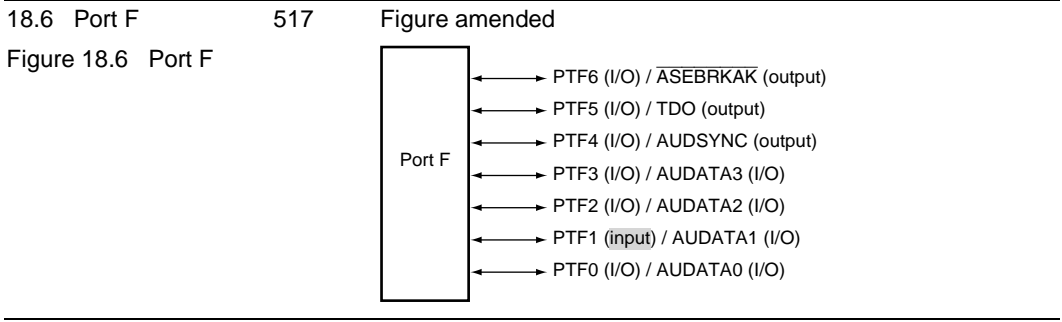 18.6 Port F 517 Figure amended
Figure 18.6 Port F
PTF6 (I/O) / ASEBRKAK (output)
PTF5 (I/O) / TDO (output)
PTF4 (I/O) / AUDSYNC (output)
Port F
PTF3 (I/O) / AUDATA3 (I/O)
PTF2 (I/O) / AUDATA2 (I/O)
PTF1 (input) / AUDATA1 (I/O)
PTF0 (I/O) / AUDATA0 (I/O)